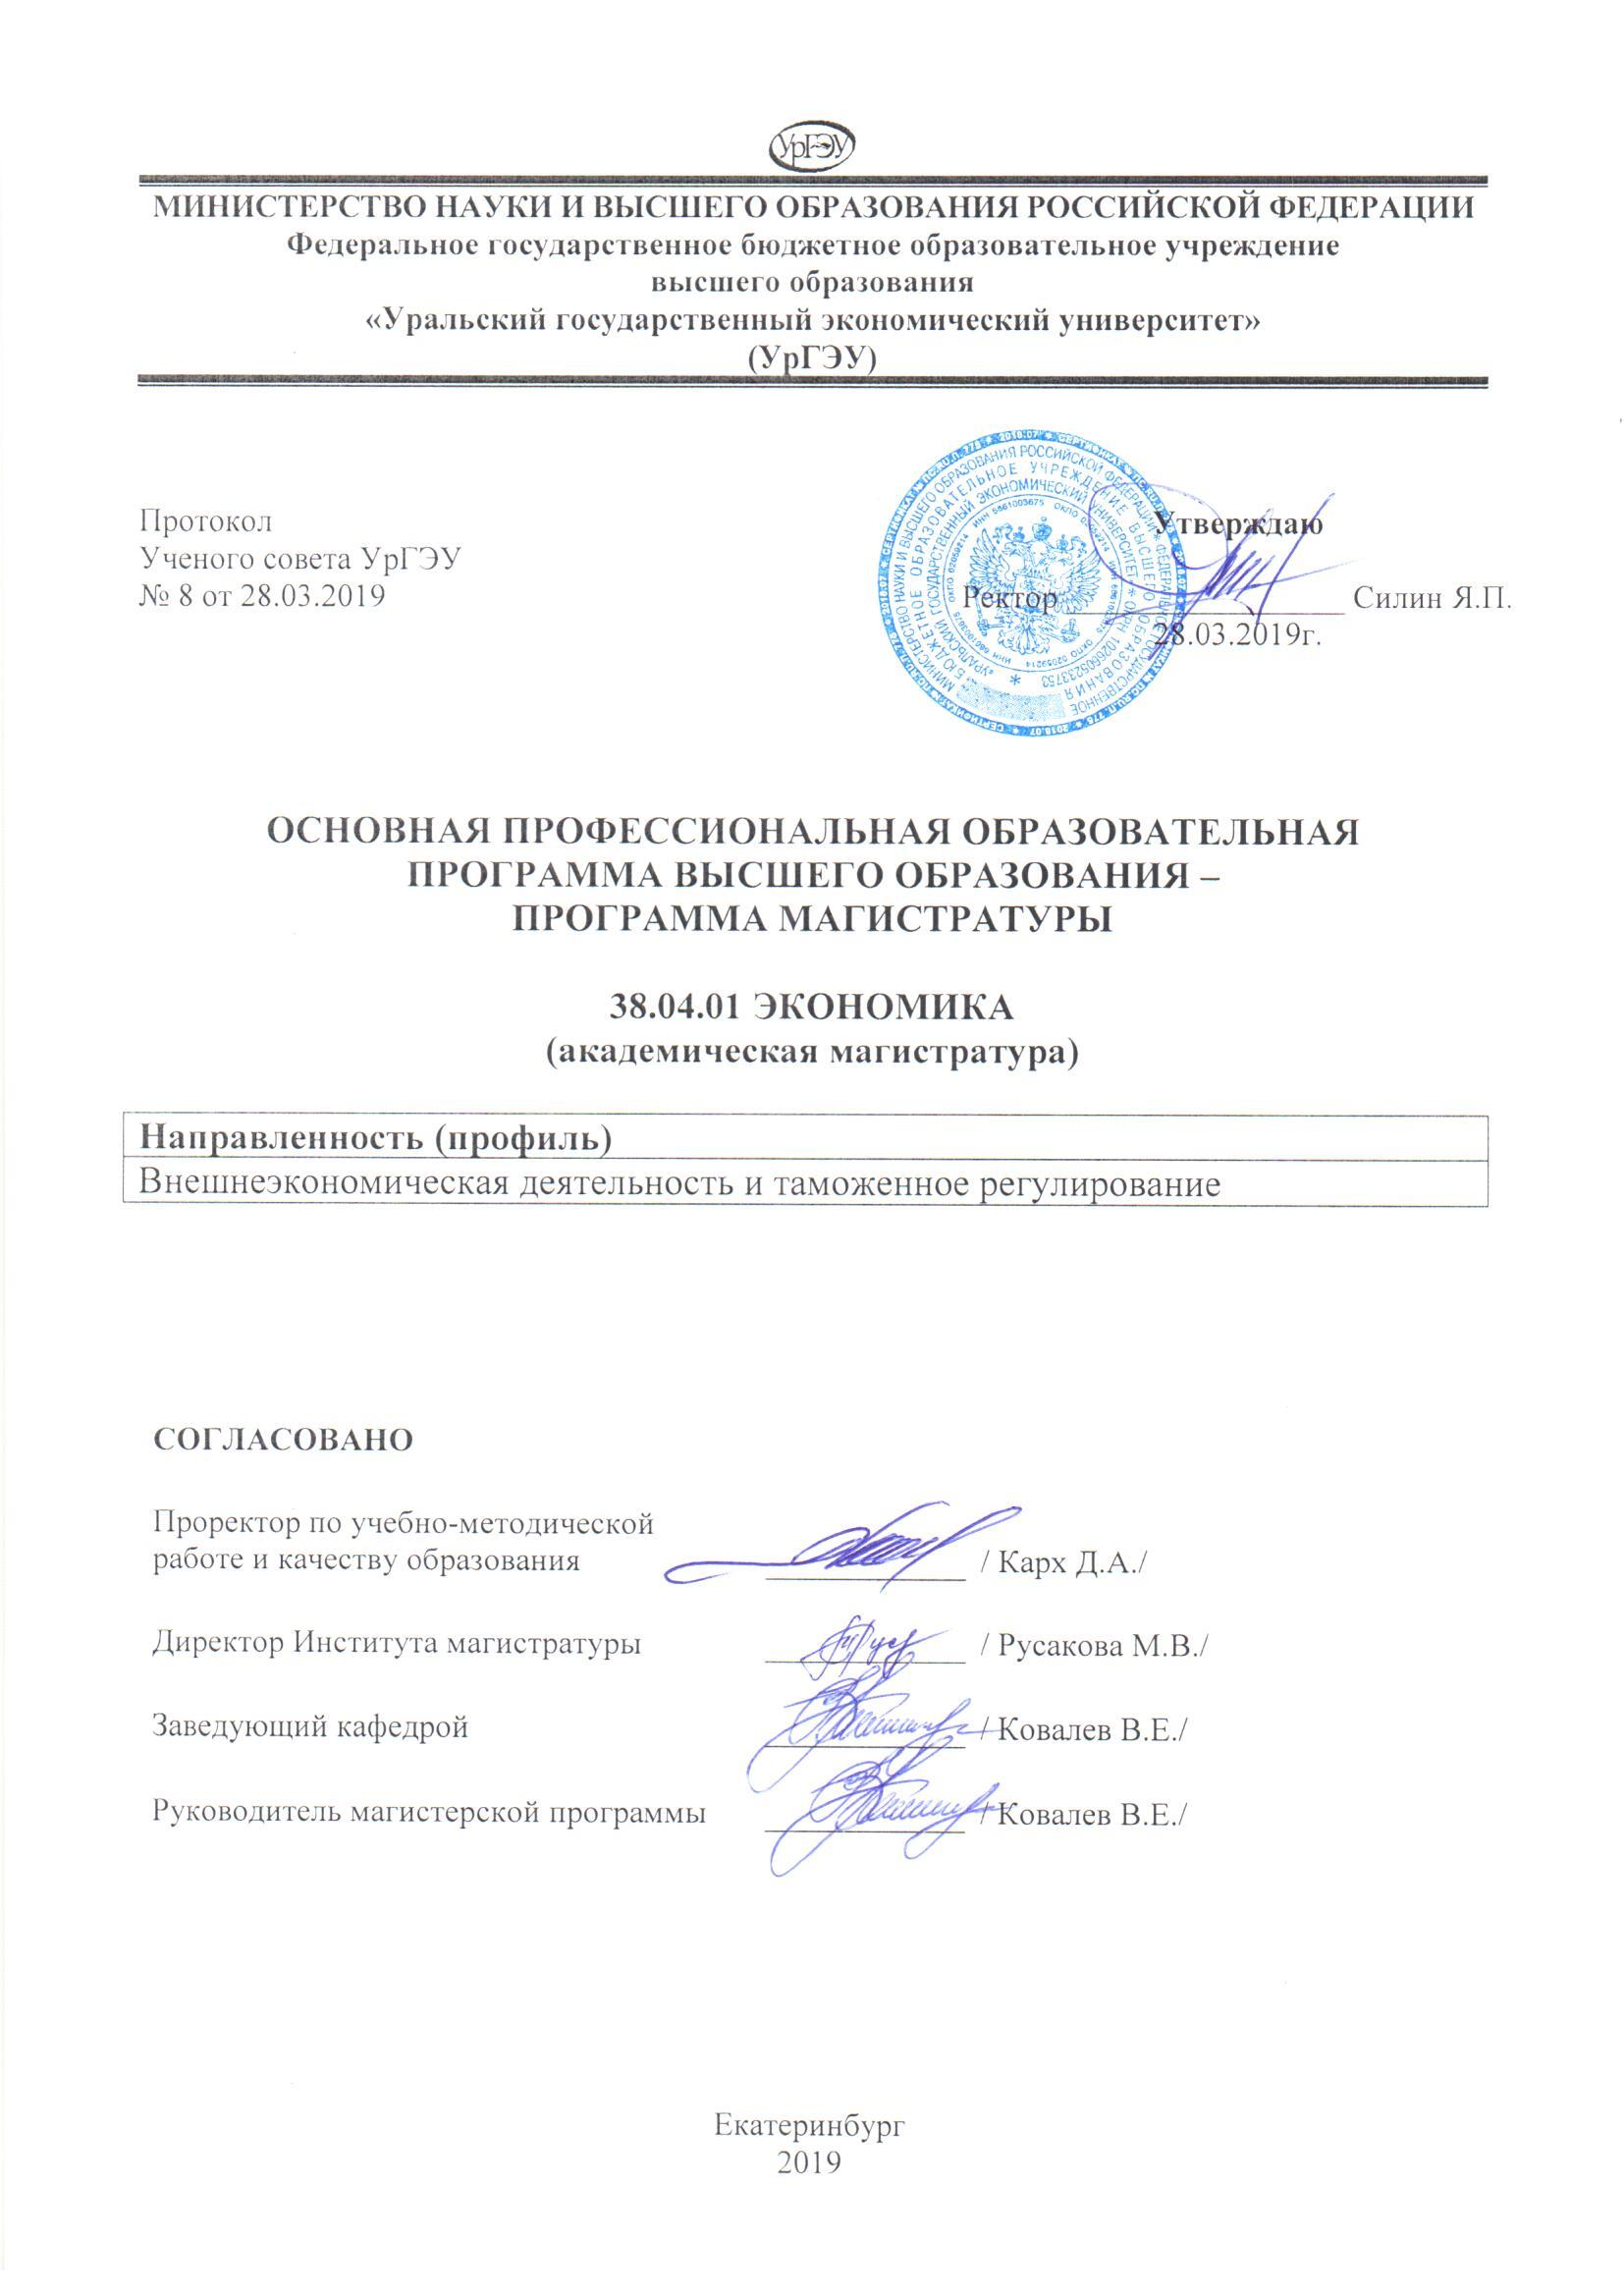 УрГЭУ
МИНИСТЕРСТВО НАУКИ И ВЫСШЕГО ОБРАЗОВАНИЯ РОССИЙСКОЙ ФЕДЕРАЦИИ
Федеральное государственное бюджетное образовательное учреждение
высшего образования
«Уральский государственный экономический университет»
(УрГЭУ)
Протокол
Ученого совета УрГЭУ
№ 8 от 28.03.2019
Утверждаю
Ректор Силин Я.П.
28.03.2019г.
ОСНОВНАЯ ПРОФЕССИОНАЛЬНАЯ ОБРАЗОВАТЕЛЬНАЯ
ПРОГРАММА ВЫСШЕГО ОБРАЗОВАНИЯ –
ПРОГРАММА МАГИСТРАТУРЫ
38.04.01 ЭКОНОМИКА
(академическая магистратура)
Направленность (профиль)
Внешнеэкономическая деятельность и таможенное регулирование
СОГЛАСОВАНО
Проректор по учебно-методической
работе и качеству образования / Карх Д.А./
Директор Института магистратуры / Русакова М.В./
Заведующий кафедрой / Ковалев В.Е./
Руководитель магистерской программы / Ковалев В.Е./
Екатеринбург
2019